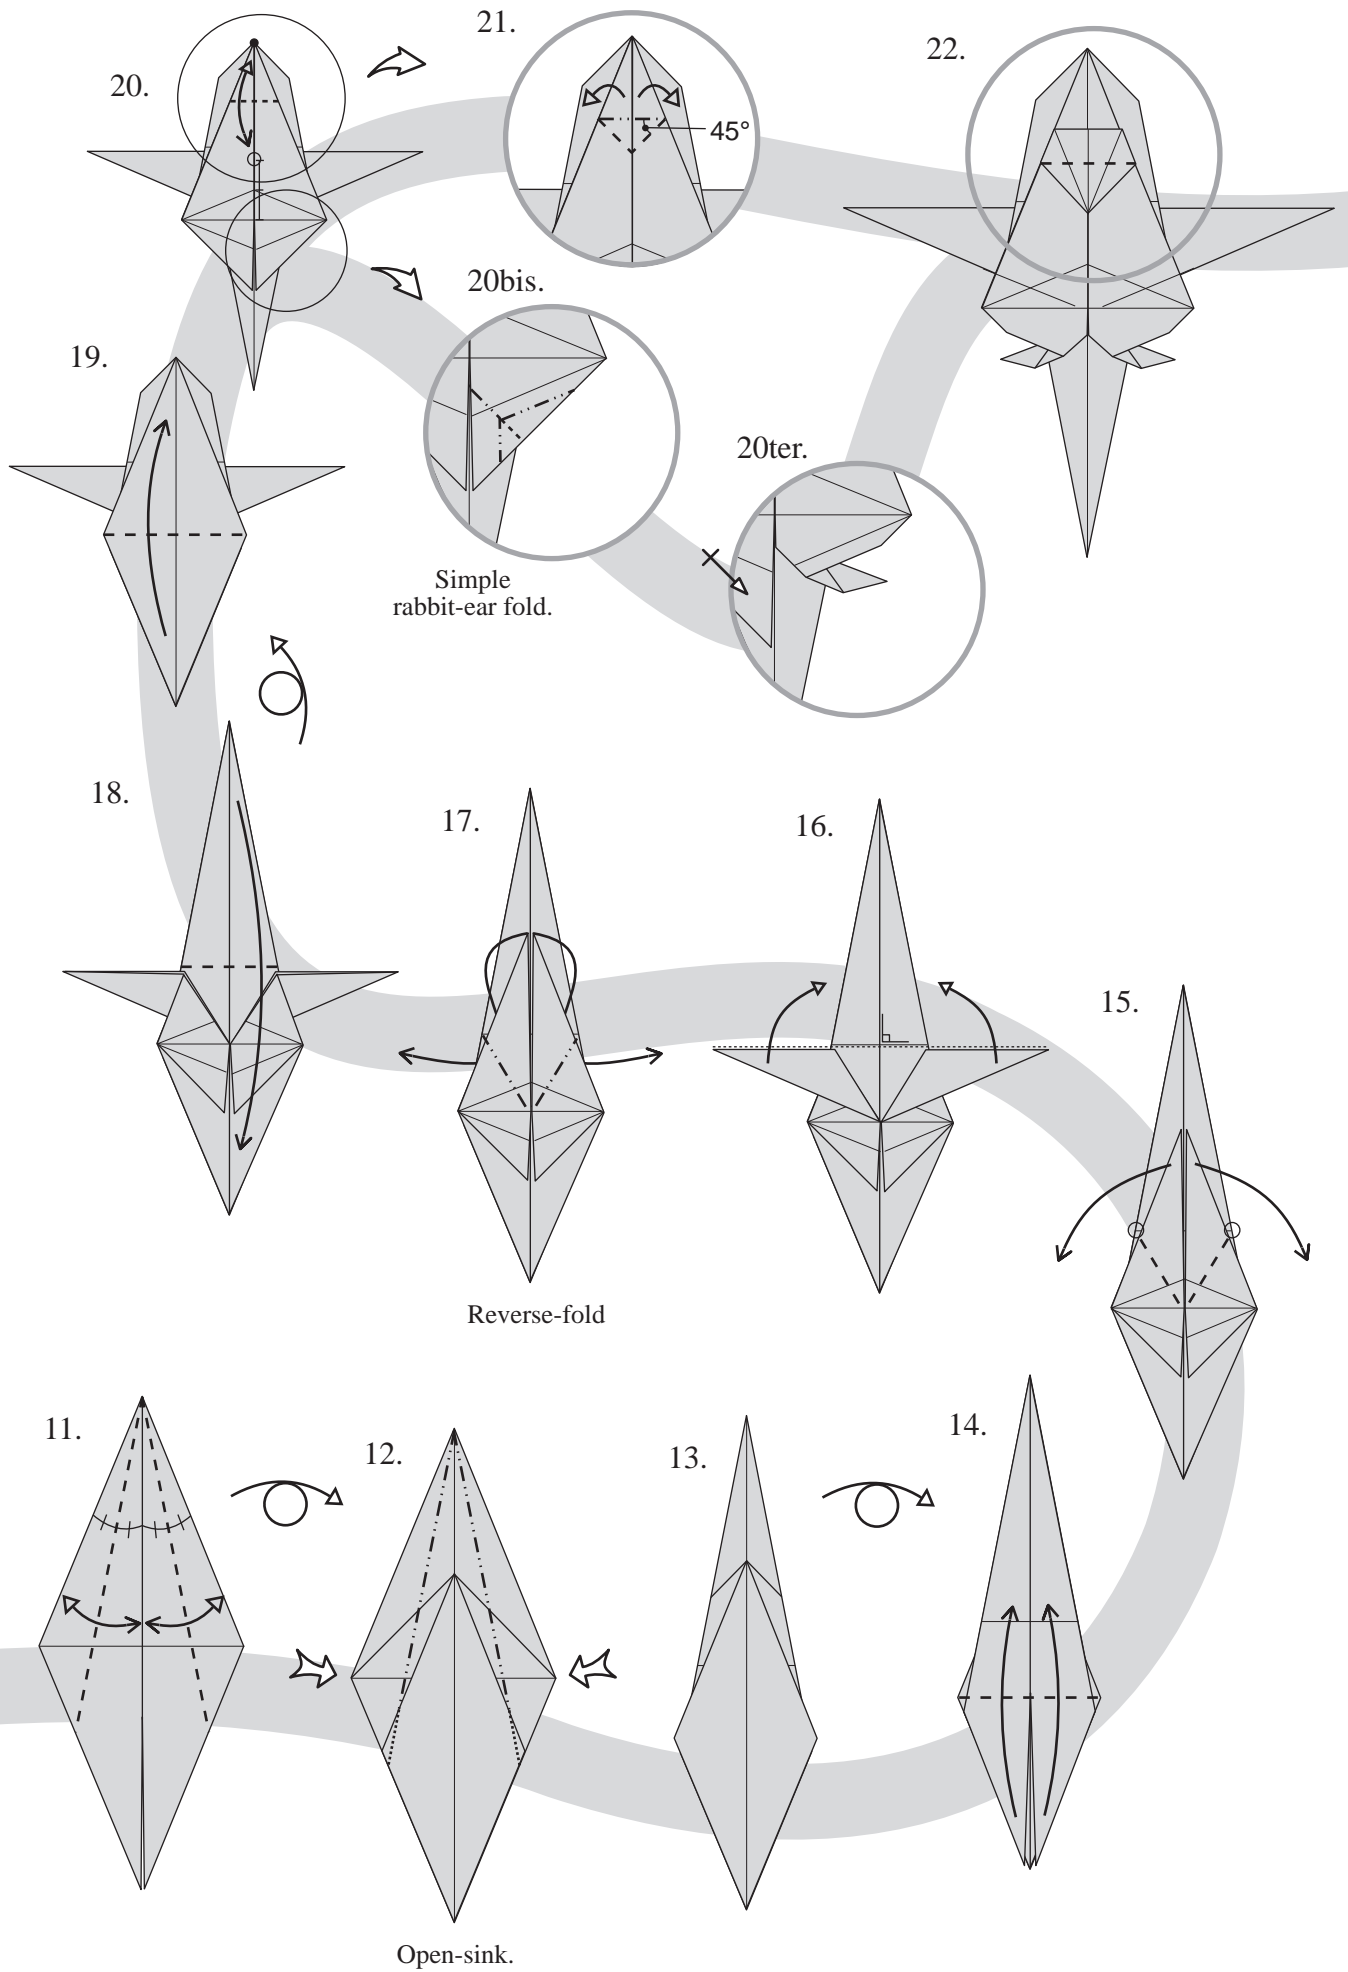 20.
21.
45°
22.
20bis.
Simple
rabbit-ear fold.
20ter.
19.
18.
17.
Reverse-fold
16.
15.
11.
12.
Open-sink.
13.
14.